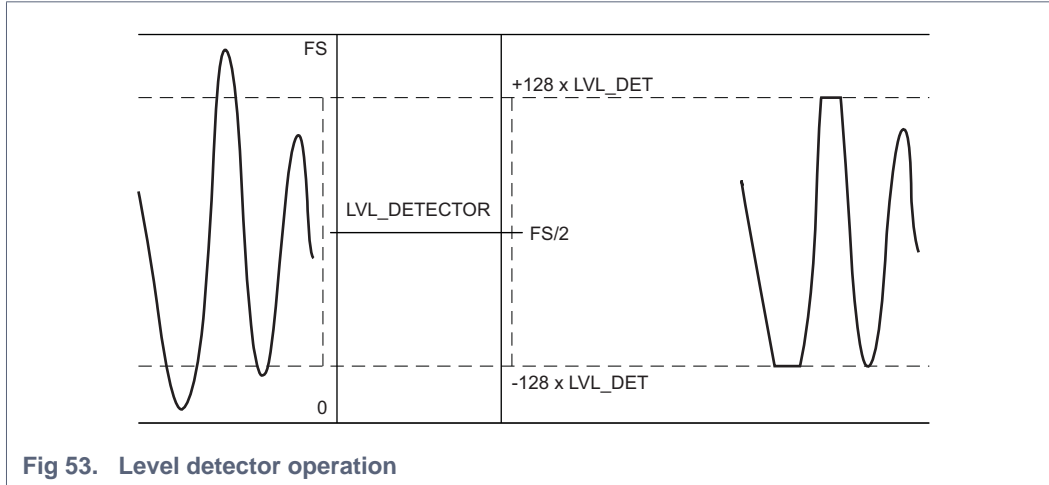 FS
+128 x LVL_DET
LVL_DETECTOR
FS/2
-128 x LVL_DET
0
Fig 53. Level detector operation